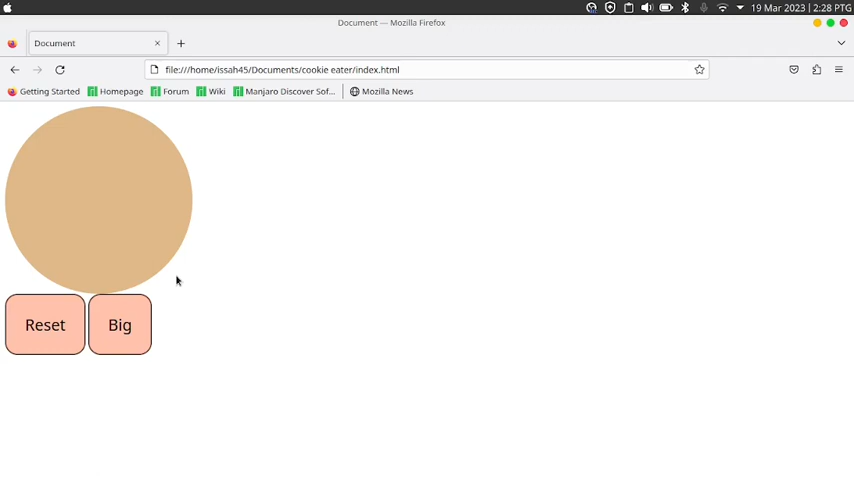 19 Mar 2023 | 2:28 PTG
Document — Mozilla Firefox
Document
file:///home/issah45/Documents/cookie eater/index.html
Getting Started Homepage Forum Wiki Manjaro Discover Sof... Mozilla News
Reset Big